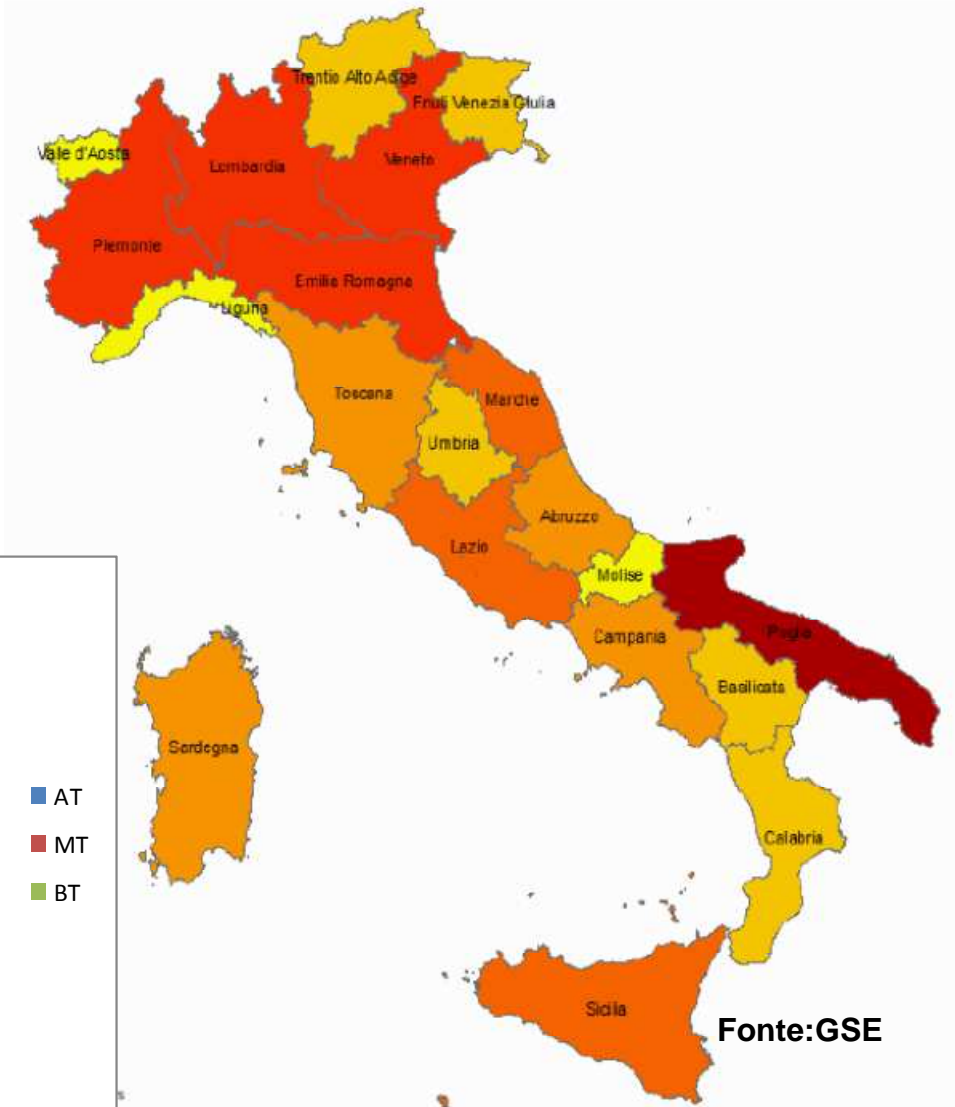 Trentio Alto Adige
Friuli Venezia Giulia
Valle d'Aosta
Lombardia
Veneto
Piemonte
Emilia Romagna
Liguria
Toscana
Marche
Umbria
Abruzzo
Lazio
Molise
Campania
Puglia
Basilicata
Sardegna
AT
MT
BT
Calabria
Sicilia
Fonte:GSE